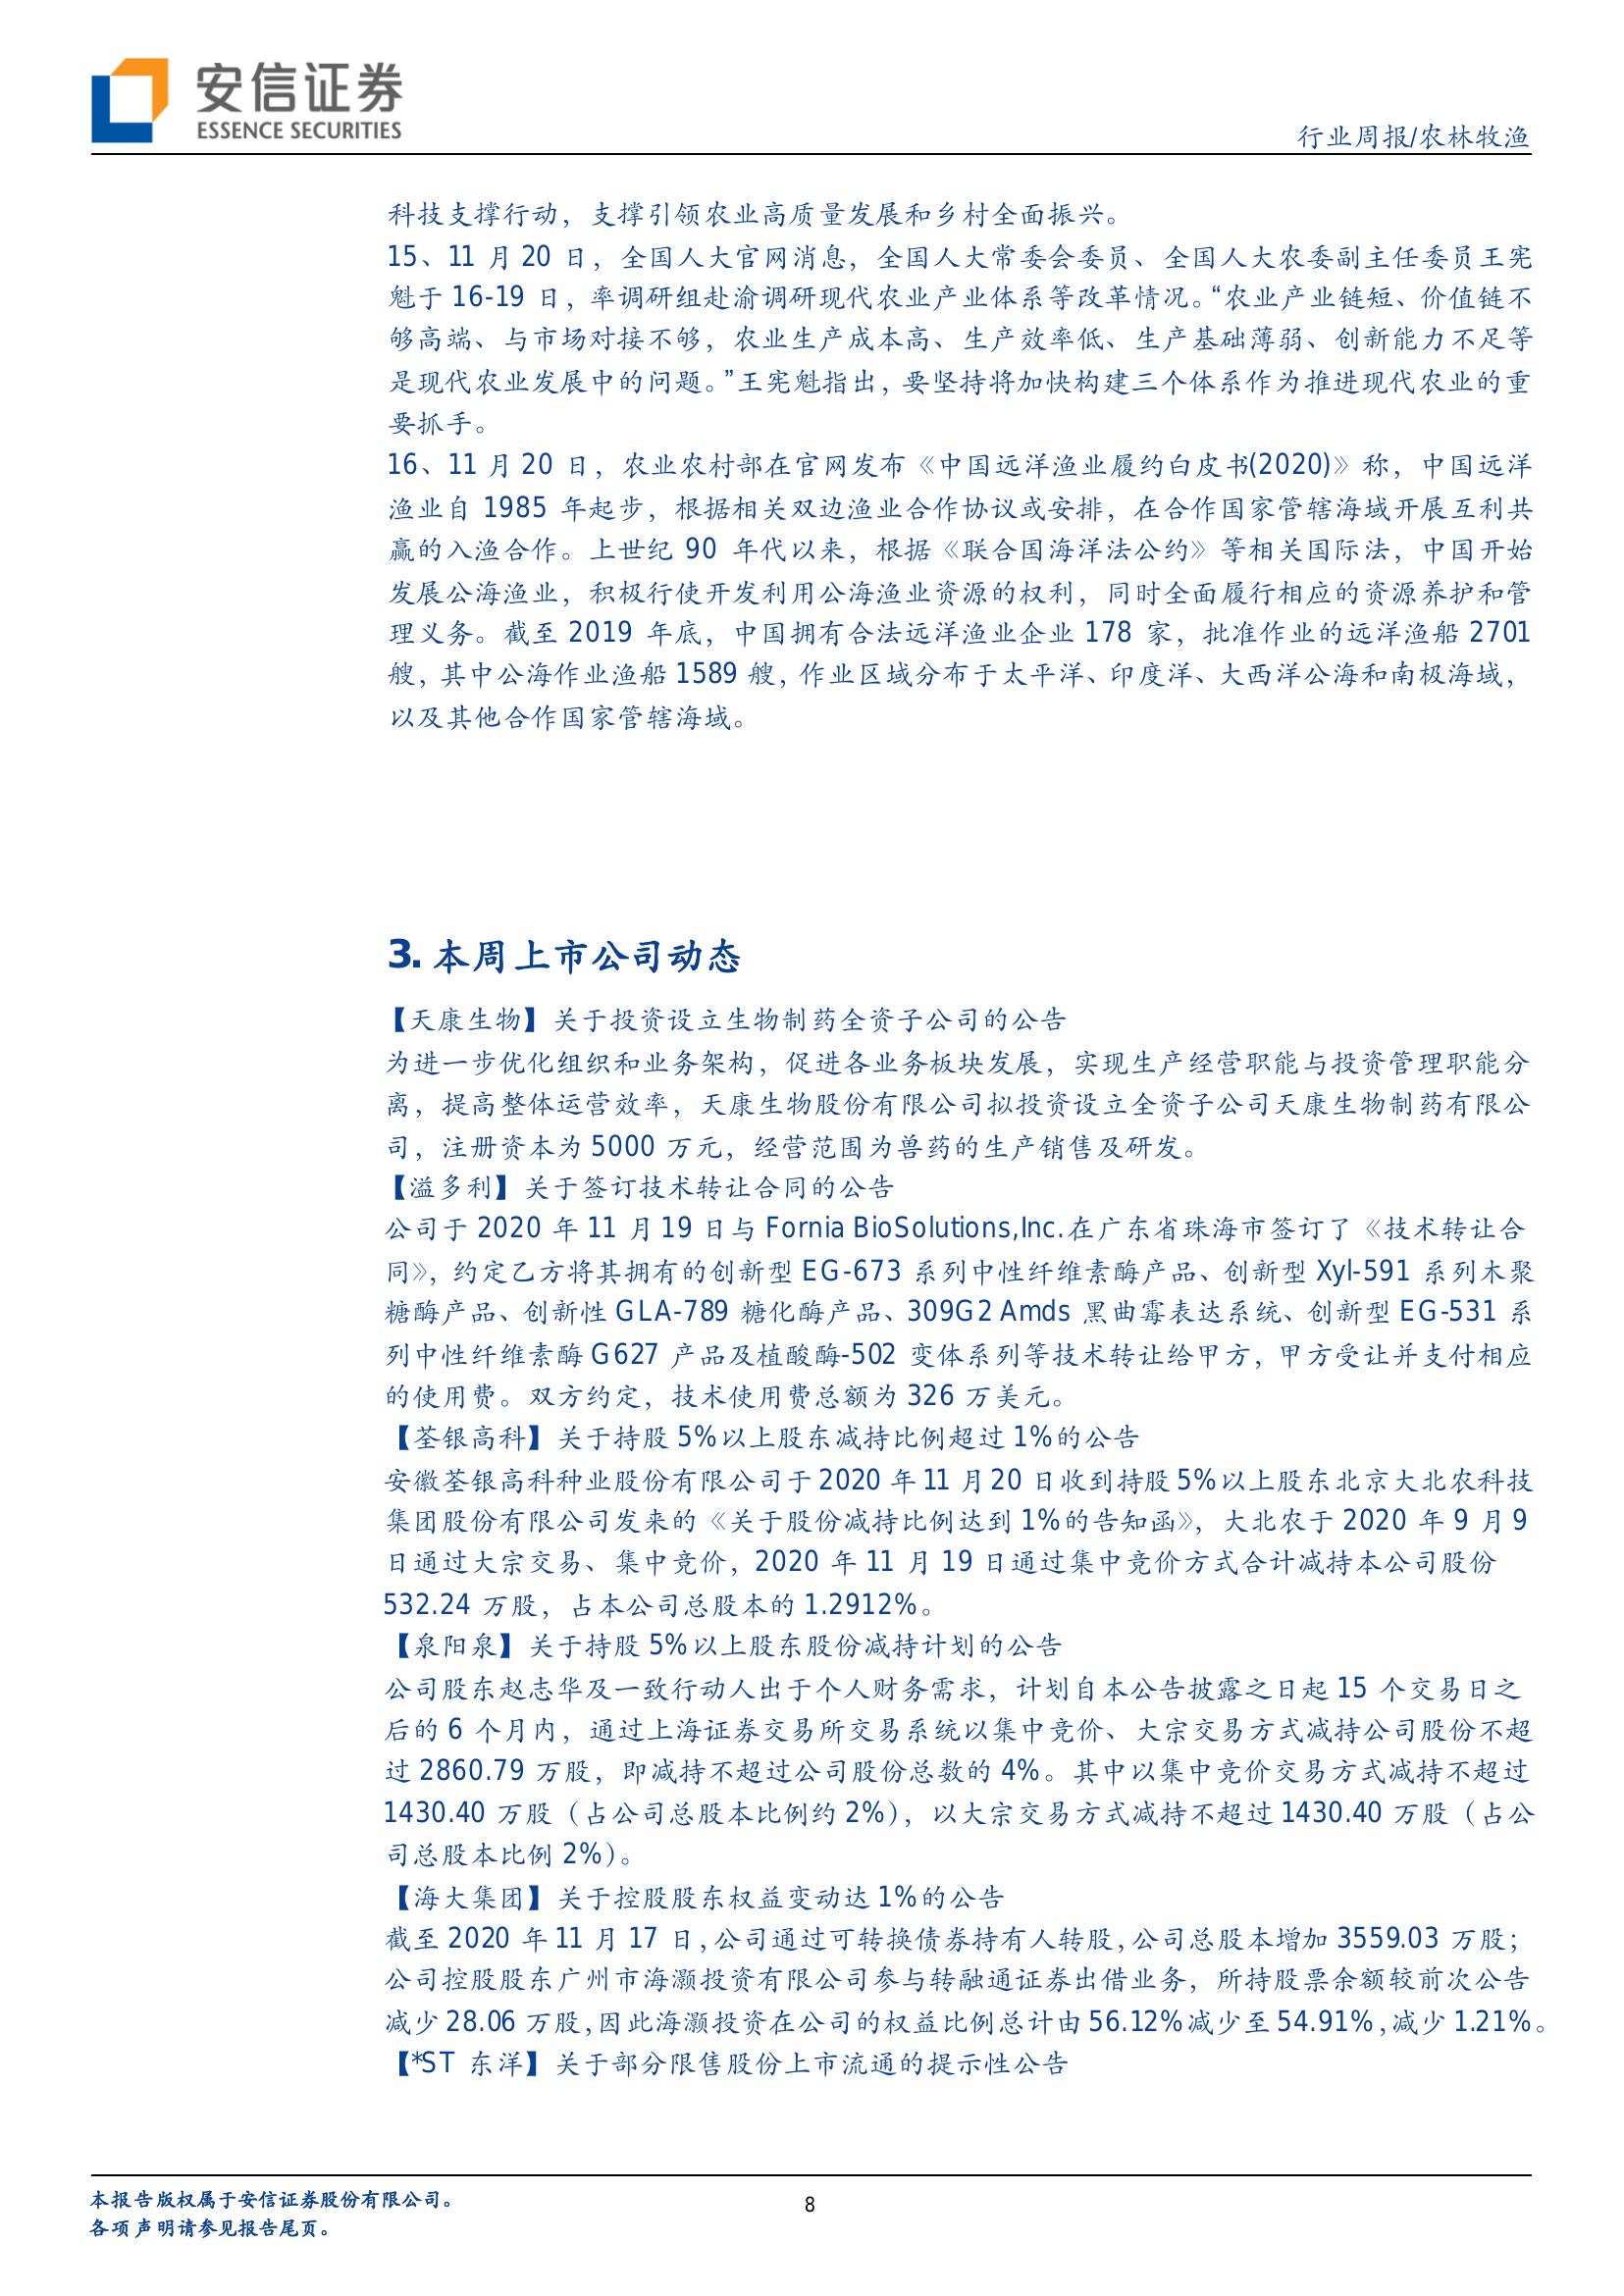 安信证券
ESSENCE SECURITIES
行业周报/农林牧渔
科技支撑行动，支撑引领农业高质量发展和乡村全面振兴。
15、11 月 20 日，全国人大官网消息，全国人大常委会委员、全国人大农委副主任委员王宪
魁于 16-19 日，率调研组赴渝调研现代农业产业体系等改革情况。“农业产业链短、价值链不
够高端、与市场对接不够，农业生产成本高、生产效率低、生产基础薄弱、创新能力不足等
是现代农业发展中的问题。”王宪魁指出，要坚持将加快构建三个体系作为推进现代农业的重
要抓手。
16、11 月 20 日，农业农村部在官网发布《中国远洋渔业履约白皮书(2020)》称，中国远洋
渔业自 1985 年起步，根据相关双边渔业合作协议或安排，在合作国家管辖海域开展互利共
赢的入渔合作。上世纪 90 年代以来，根据《联合国海洋法公约》等相关国际法，中国开始
发展公海渔业，积极行使开发利用公海渔业资源的权利，同时全面履行相应的资源养护和管
理义务。截至 2019 年底，中国拥有合法远洋渔业企业 178 家，批准作业的远洋渔船 2701
艘，其中公海作业渔船 1589 艘，作业区域分布于太平洋、印度洋、大西洋公海和南极海域，
以及其他合作国家管辖海域。
3. 本周上市公司动态
【天康生物】关于投资设立生物制药全资子公司的公告
为进一步优化组织和业务架构，促进各业务板块发展，实现生产经营职能与投资管理职能分
离，提高整体运营效率，天康生物股份有限公司拟投资设立全资子公司天康生物制药有限公
司，注册资本为 5000 万元，经营范围为兽药的生产销售及研发。
【溢多利】关于签订技术转让合同的公告
公司于 2020 年 11 月 19 日与 Fornia BioSolutions,Inc.在广东省珠海市签订了《技术转让合
同》，约定乙方将其拥有的创新型 EG-673 系列中性纤维素酶产品、创新型 Xyl-591 系列木聚
糖酶产品、创新性 GLA-789 糖化酶产品、309G2 Amds 黑曲霉表达系统、创新型 EG-531 系
列中性纤维素酶 G627 产品及植酸酶-502 变体系列等技术转让给甲方，甲方受让并支付相应
的使用费。双方约定，技术使用费总额为 326 万美元。
【荃银高科】关于持股 5%以上股东减持比例超过 1%的公告
安徽荃银高科种业股份有限公司于 2020 年 11 月 20 日收到持股 5%以上股东北京大北农科技
集团股份有限公司发来的《关于股份减持比例达到 1%的告知函》，大北农于 2020 年 9 月 9
日通过大宗交易、集中竞价，2020 年 11 月 19 日通过集中竞价方式合计减持本公司股份
532.24 万股，占本公司总股本的 1.2912%。
【泉阳泉】关于持股 5%以上股东股份减持计划的公告
公司股东赵志华及一致行动人出于个人财务需求，计划自本公告披露之日起 15 个交易日之
后的 6 个月内，通过上海证券交易所交易系统以集中竞价、大宗交易方式减持公司股份不超
过 2860.79 万股，即减持不超过公司股份总数的 4%。其中以集中竞价交易方式减持不超过
1430.40 万股（占公司总股本比例约 2%），以大宗交易方式减持不超过 1430.40 万股（占公
司总股本比例 2%）。
【海大集团】关于控股股东权益变动达 1%的公告
截至 2020 年 11 月 17 日，公司通过可转换债券持有人转股，公司总股本增加 3559.03 万股；
公司控股股东广州市海灏投资有限公司参与转融通证券出借业务，所持股票余额较前次公告
减少 28.06 万股，因此海灏投资在公司的权益比例总计由 56.12%减少至 54.91%，减少 1.21%。
【*ST 东洋】关于部分限售股份上市流通的提示性公告
本报告版权属于安信证券股份有限公司。
各项声明请参见报告尾页。
8